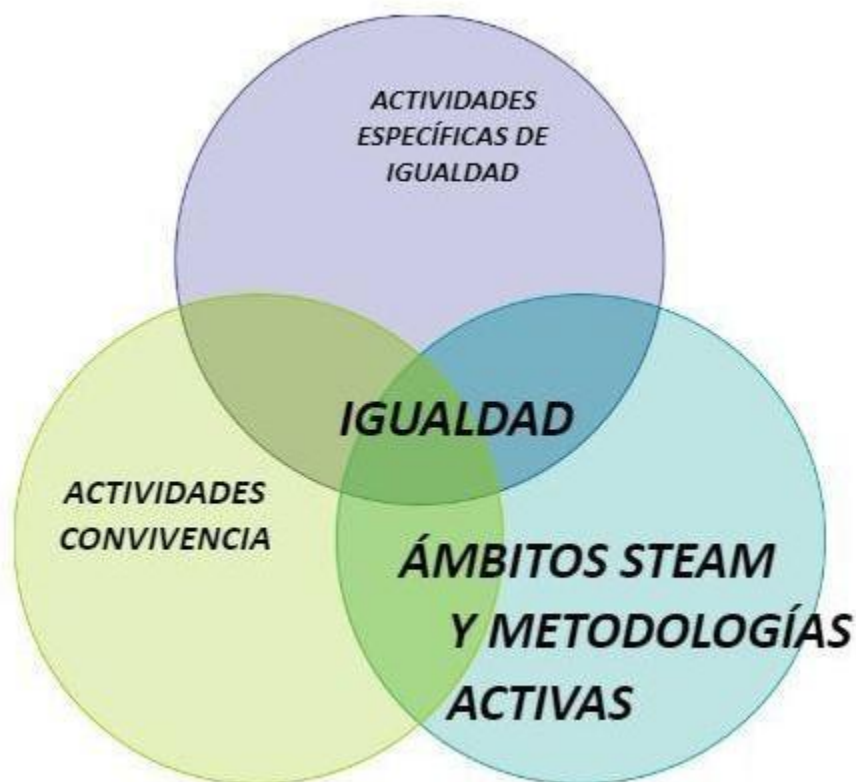 ACTIVIDADES
ESPECÍFICAS DE
IGUALDAD
IGUALDAD
ACTIVIDADES
CONVIVENCIA
ÁMBITOS STEAM
Y METODOLOGÍAS
ACTIVAS